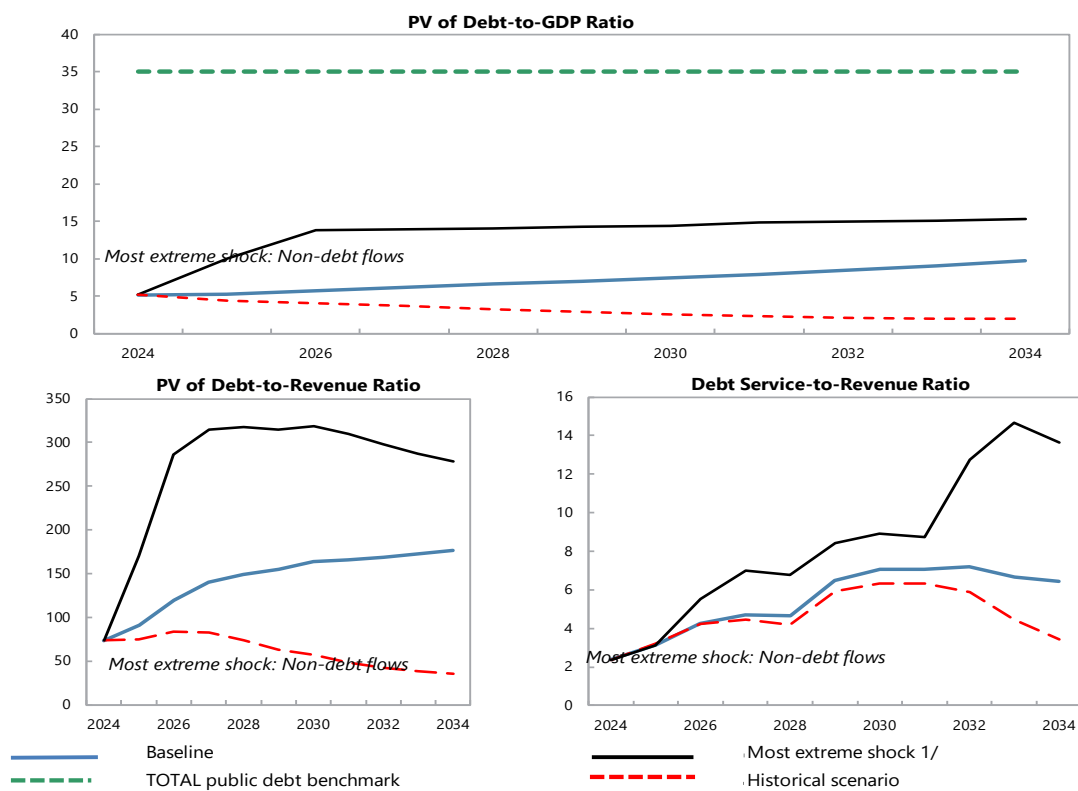 PV of Debt-to-GDP Ratio
40
35
30
25
20
15
10
5
0
Most extreme shock: Non-debt flows
2024 2026 2028 2030 2032 2034
PV of Debt-to-Revenue Ratio
350
300
250
200
150
100
50
0
Most extreme shock: Non-debt flows
2024 2026 2028 2030 2032 2034
Debt Service-to-Revenue Ratio
16
14
12
10
8
6
4
2
0
Most extreme shock: Non-debt flows
2024 2026 2028 2030 2032 2034
Baseline
Most extreme shock 1/
TOTAL public debt benchmark
Historical scenario